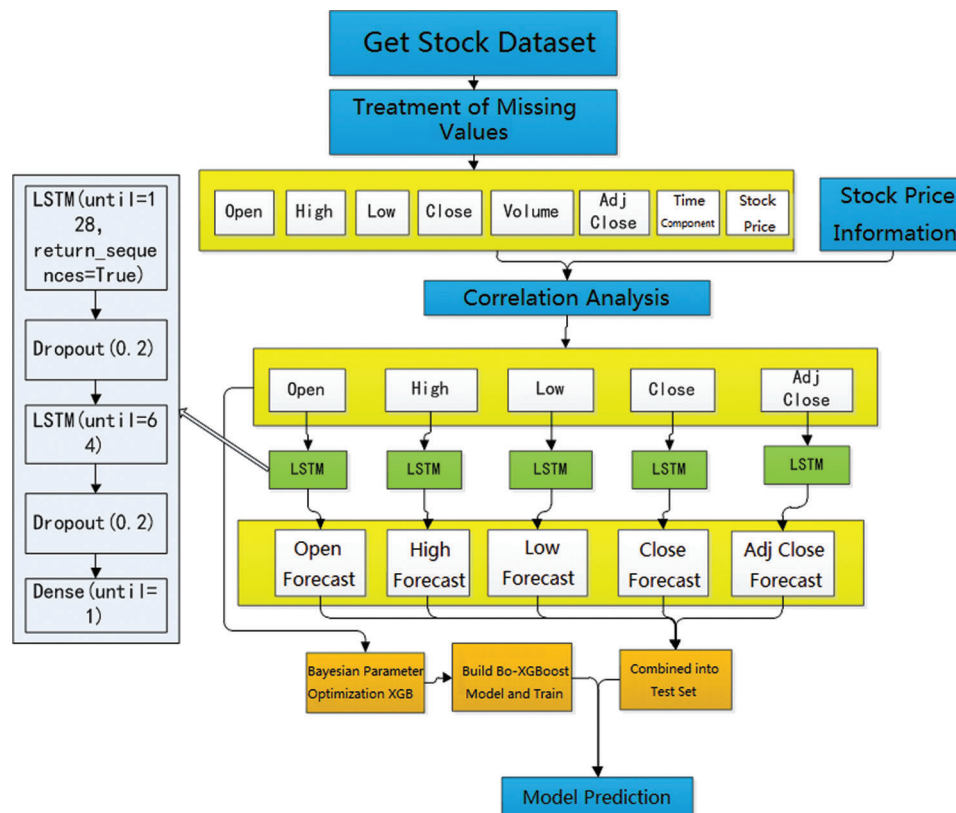 Get Stock Dataset
Treatment of Missing
Values
Open
High
Low
Close
Volume
Adj
Close
Time
Component
Stock
Price
Stock Price
Information
Correlation Analysis
LSTM(until=1
28,
return_seque
nces=True)
Dropout(0.2)
LSTM(until=6
4)
Dropout(0.2)
Dense(until=
1)
Open
High
Low
Close
Adj
Close
LSTM
LSTM
LSTM
LSTM
LSTM
Open
Forecast
High
Forecast
Low
Forecast
Close
Forecast
Adj Close
Forecast
Bayesian Parameter
Optimization XGB
Build Bo-XGBoost
Model and Train
Combined into
Test Set
Model Prediction